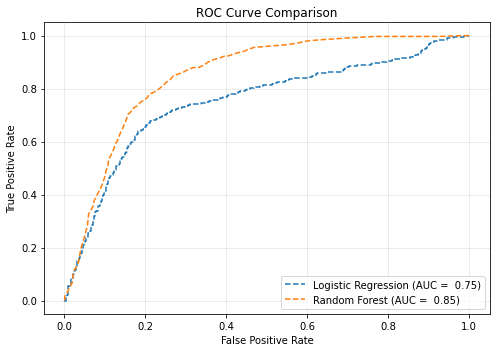 ROC Curve Comparison
True Positive Rate
1.0
0.8
0.6
0.4
0.2
0.0
Logistic Regression (AUC =  0.75)
Random Forest (AUC =  0.85)
0.0 0.2 0.4 0.6 0.8 1.0
False Positive Rate